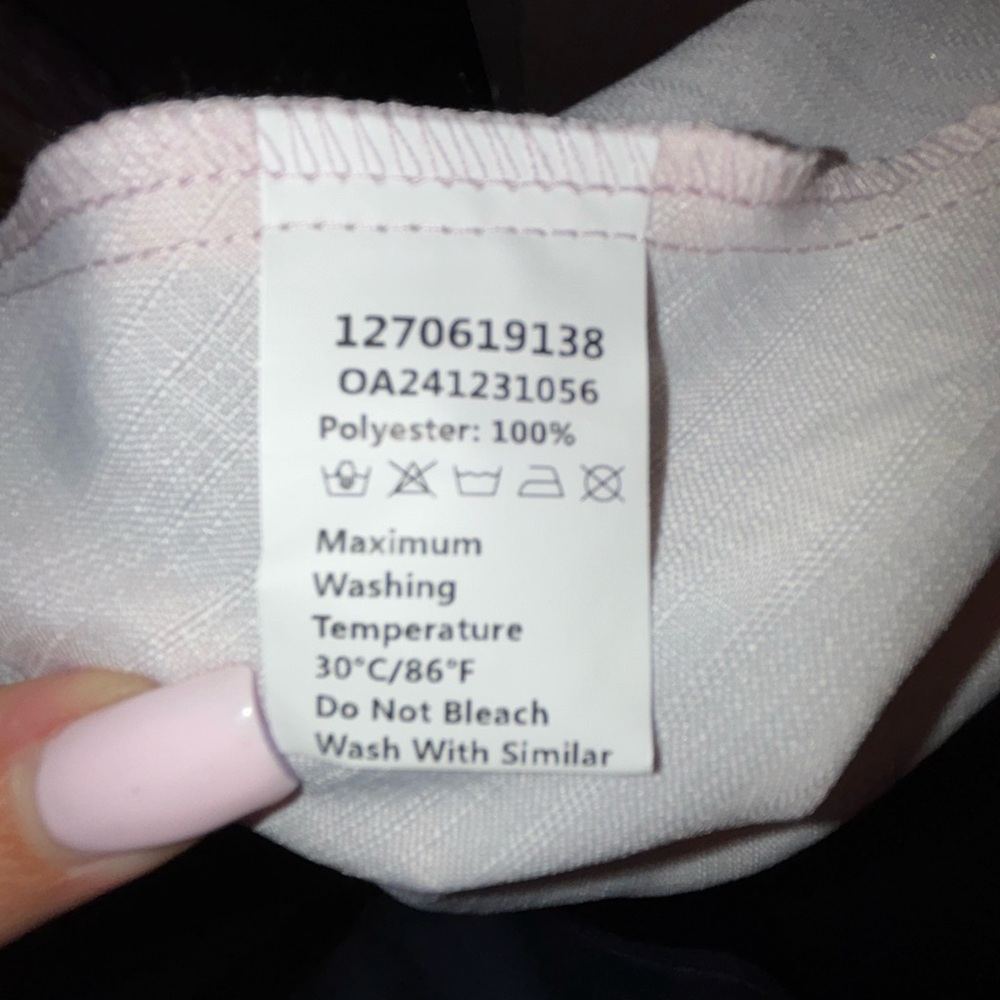 1270619138
OA241231056
Polyester: 100%
Maximum
Washing
Temperature
30°C/86°F
Do Not Bleach
Wash With Similar